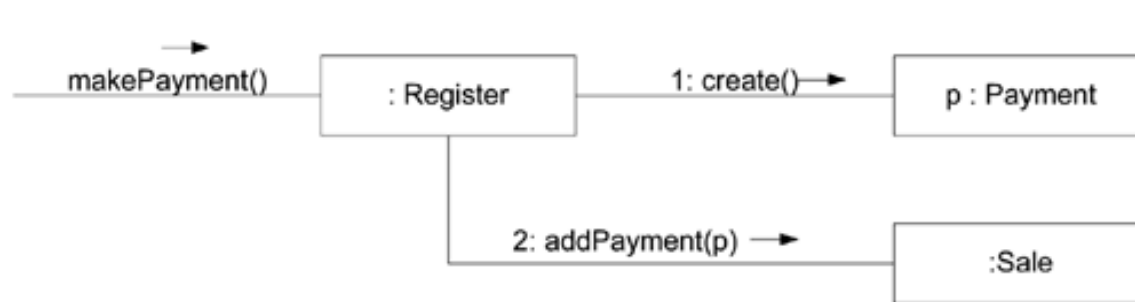 makePayment()
: Register
1: create()
p : Payment
2: addPayment(p)
:Sale